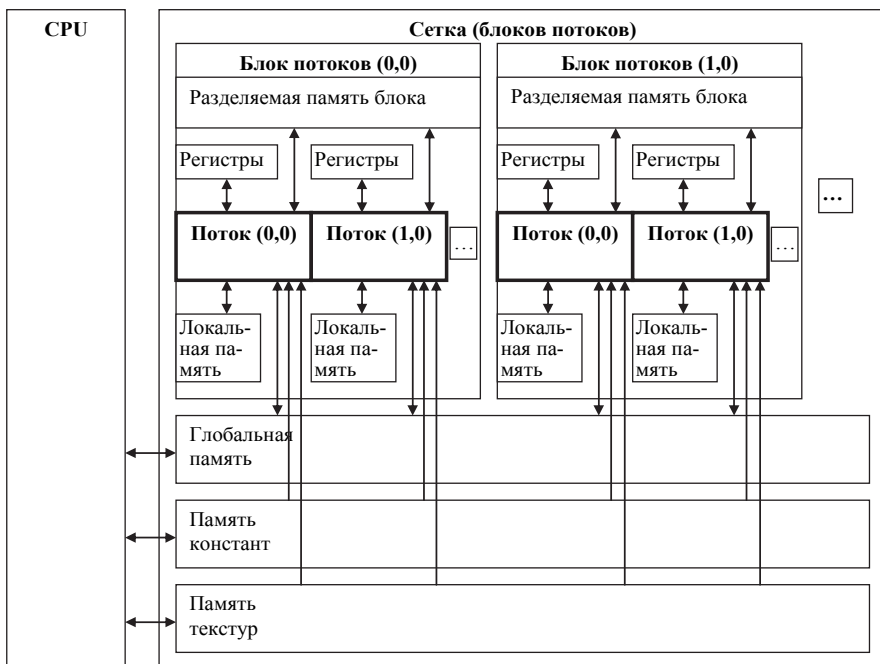 CPU
Сетка (блоков потоков)
Блок потоков (0,0)
Блок потоков (1,0)
Разделяемая память блока
Разделяемая память блока
Регистры
Регистры
Регистры
Регистры
...
Поток (0,0)
Поток (1,0)
...
Поток (0,0)
Поток (1,0)
...
Локаль-
ная па-
мять
Локаль-
ная па-
мять
Локаль-
ная па-
мять
Локаль-
ная па-
мять
Глобальная
память
Память
констант
Память
текстур